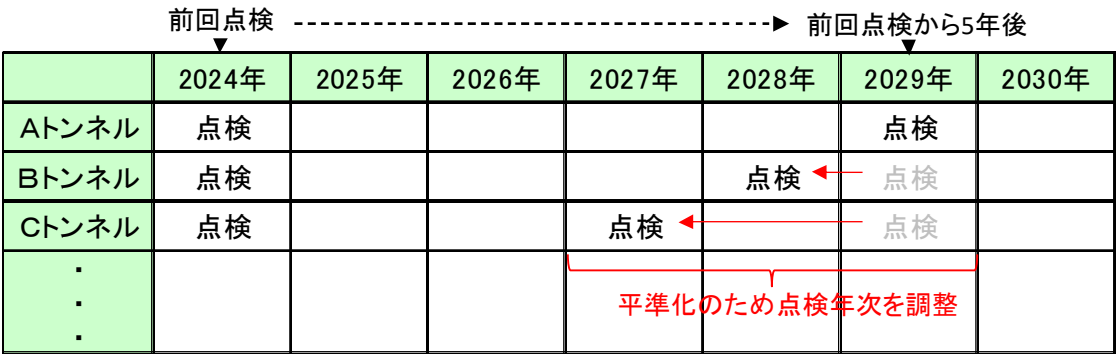 前回点検 前回点検から5年後
2024年 2025年 2026年 2027年 2028年 2029年 2030年
Aトンネル 点検 点検
Bトンネル 点検 点検 点検
Cトンネル 点検 点検 点検
・
・ 平準化のため点検年次を調整
・